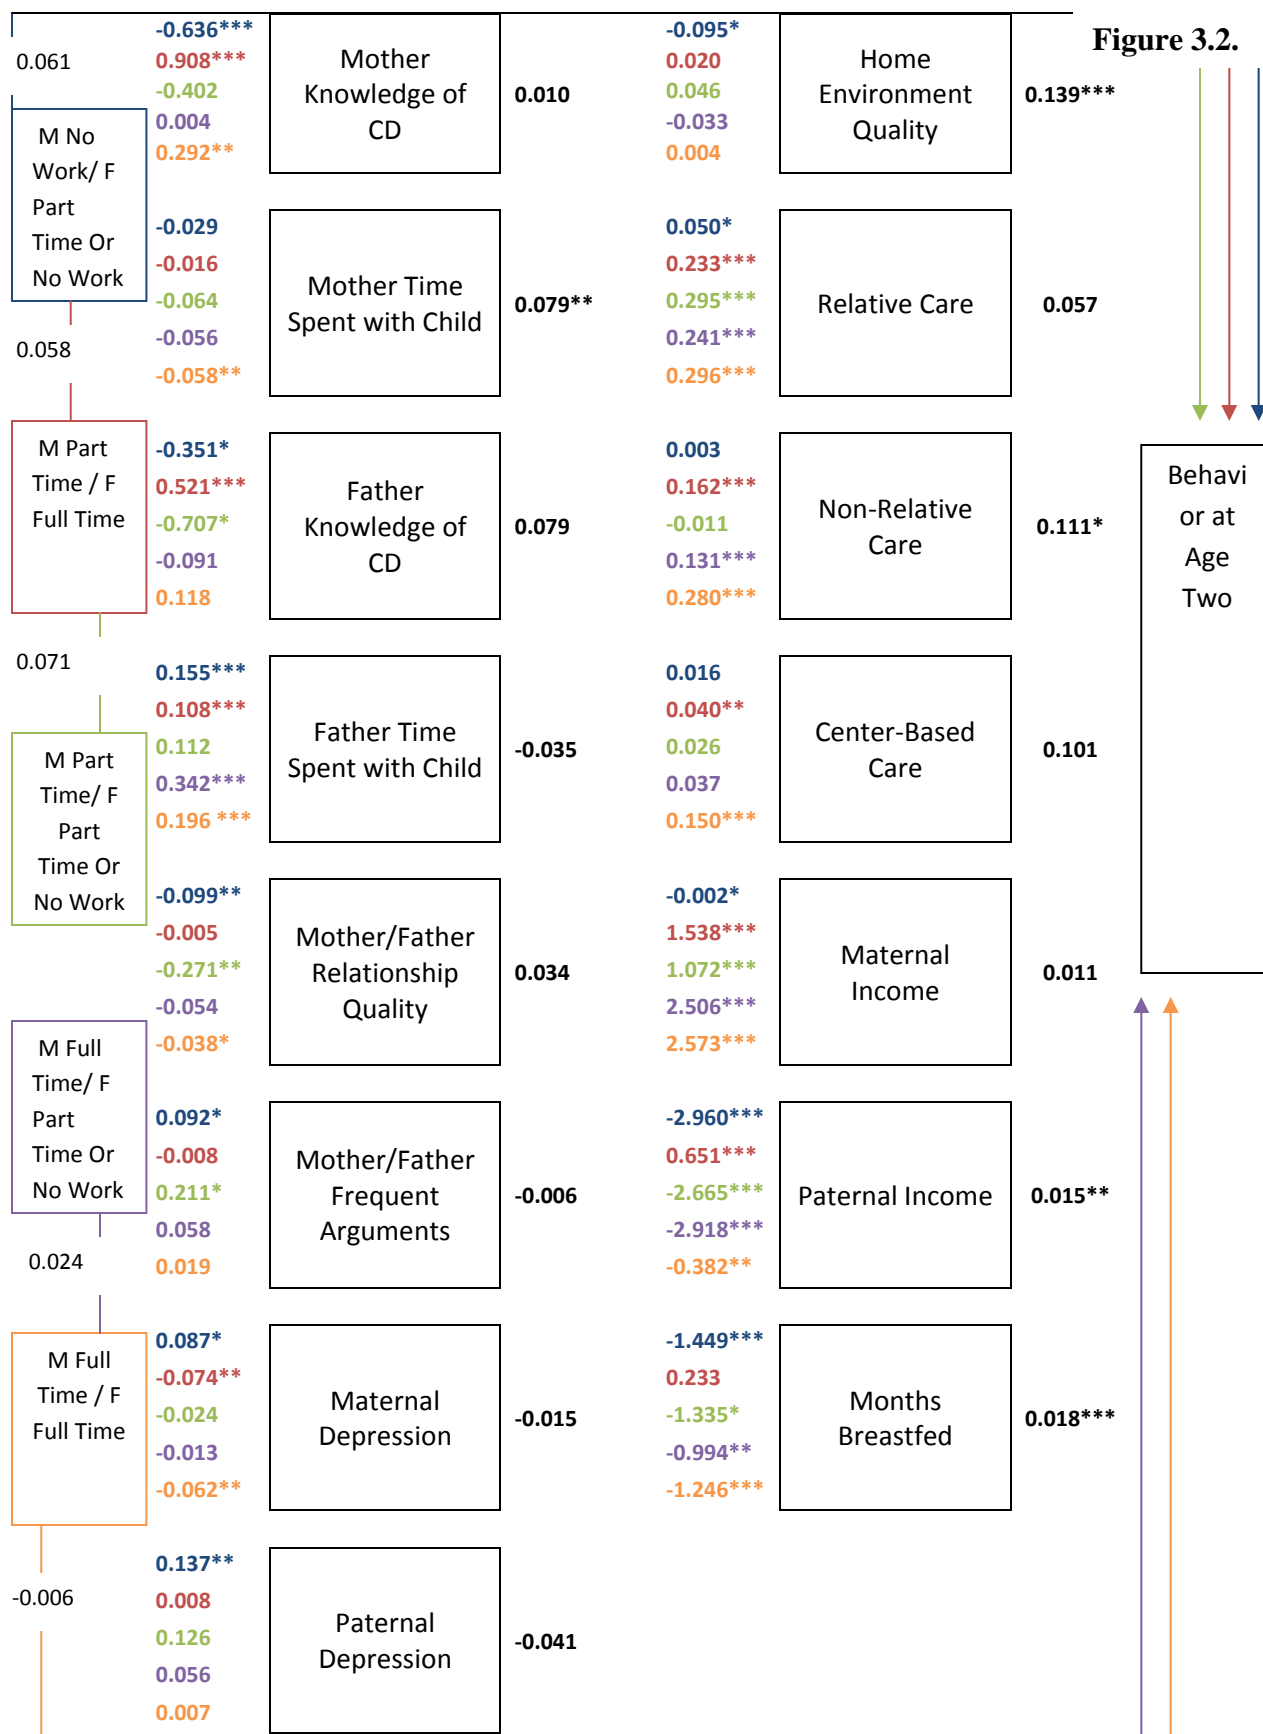 Figure 3.2.
0.061
M No
Work/ F
Part
Time Or
No Work
0.058
M Part
Time / F
Full Time
0.071
M Part
Time/ F
Part
Time Or
No Work
M Full
Time/ F
Part
Time Or
No Work
0.024
M Full
Time / F
Full Time
-0.006
-0.636***
0.908***
-0.402
0.004
0.292**
Mother
Knowledge of
CD
0.010
-0.029
-0.016
-0.064
-0.056
-0.058**
Mother Time
Spent with Child
0.079**
-0.351*
0.521***
-0.707*
-0.091
0.118
Father
Knowledge of
CD
0.079
0.155***
0.108***
0.112
0.342***
0.196 ***
Father Time
Spent with Child
-0.035
-0.099**
-0.005
-0.271**
-0.054
-0.038*
Mother/Father
Relationship
Quality
0.034
0.092*
-0.008
0.211*
0.058
0.019
Mother/Father
Frequent
Arguments
-0.006
0.087*
-0.074**
-0.024
-0.013
-0.062**
Maternal
Depression
-0.015
0.137**
0.008
0.126
0.056
0.007
Paternal
Depression
-0.041
-0.095*
0.020
0.046
-0.033
0.004
Home
Environment
Quality
0.139***
0.050*
0.233***
0.295***
0.241***
0.296***
Relative Care
0.057
0.003
0.162***
-0.011
0.131***
0.280***
Non-Relative
Care
0.111*
0.016
0.040**
0.026
0.037
0.150***
Center-Based
Care
0.101
-0.002*
1.538***
1.072***
2.506***
2.573***
Maternal
Income
0.011
-2.960***
0.651***
-2.665***
-2.918***
-0.382**
Paternal Income
0.015**
-1.449***
0.233
-1.335*
-0.994**
-1.246***
Months
Breastfed
0.018***
Behavi
or at
Age
Two